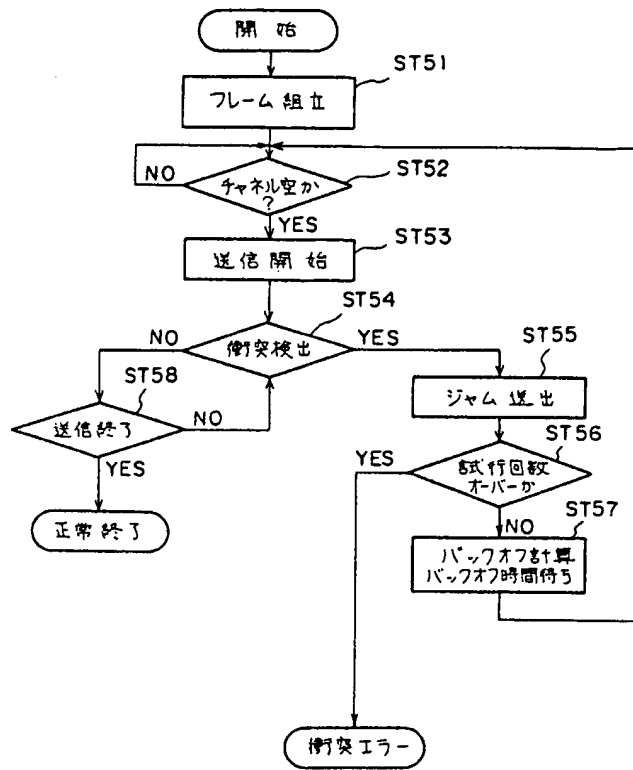 開始
ST51
フレーム組立
NO
チャネル空か
?
ST52
YES
送信開始
ST53
ST54
NO
衝突検出
YES
ST58
ST55
送信終了
NO
ジャム送出
YES
ST56
YES
試行回数
オーバーか
正常終了
NO
ST57
バックオフ計算
バックオフ時間待ち
衝突エラー